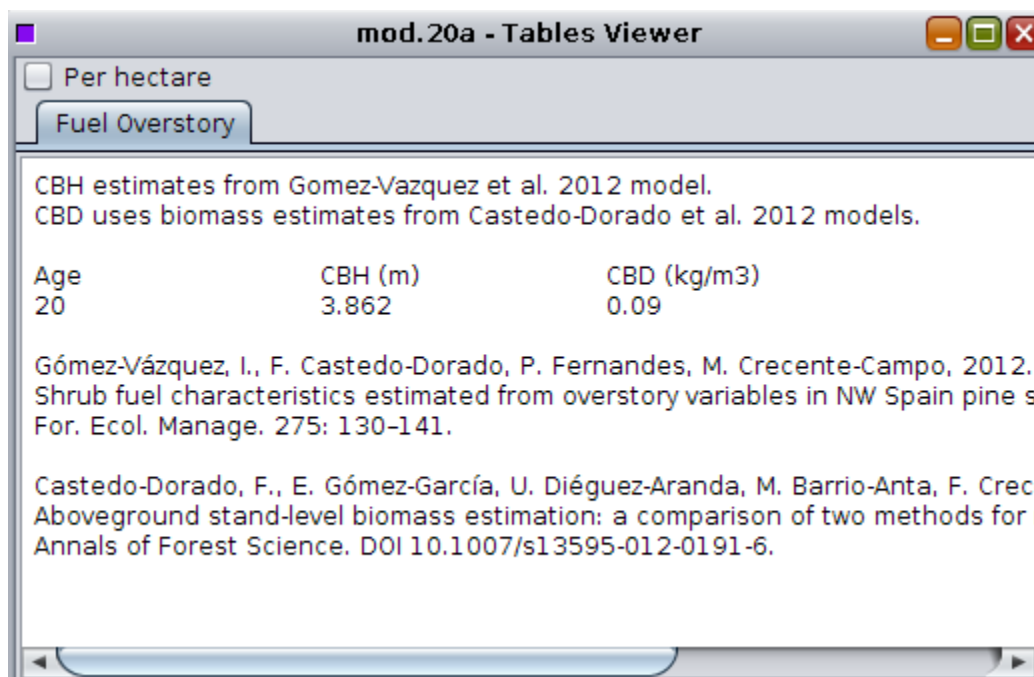 mod.20a - Tables Viewer
Per hectare
Fuel Overstory
CBH estimates from Gomez-Vazquez et al. 2012 model.
CBD uses biomass estimates from Castedo-Dorado et al. 2012 models.
Age CBH (m) CBD (kg/m3)
20 3.862 0.09
Gómez-Vázquez, I., F. Castedo-Dorado, P. Fernandes, M. Crecente-Campo, 2012.
Shrub fuel characteristics estimated from overstory variables in NW Spain pine s
For. Ecol. Manage. 275: 130–141.
Castedo-Dorado, F., E. Gómez-García, U. Diéguez-Aranda, M. Barrio-Anta, F. Crec
Aboveground stand-level biomass estimation: a comparison of two methods for
Annals of Forest Science. DOI 10.1007/s13595-012-0191-6.